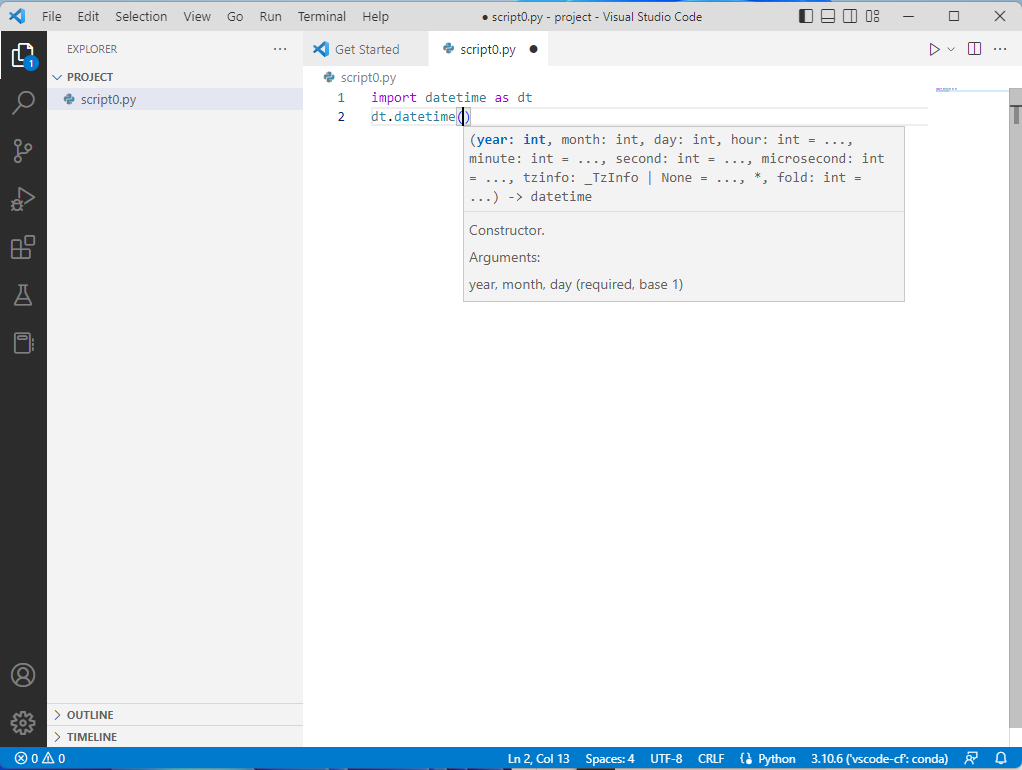 File Edit Selection View Go Run Terminal Help ● script0.py - project - Visual Studio Code
EXPLORER ···
Get Started script0.py ●
PROJECT
script0.py
script0.py
1 import datetime as dt
2 dt.datetime()
(year: int, month: int, day: int, hour: int = ...,
minute: int = ..., second: int = ..., microsecond: int
= ..., tzinfo: _TzInfo | None = ..., *, fold: int =
...) -> datetime
Constructor.
Arguments:
year, month, day (required, base 1)
1
OUTLINE
TIMELINE
0 0 Ln 2, Col 13 Spaces: 4 UTF-8 CRLF Python 3.10.6 ('vscode-cf': conda)